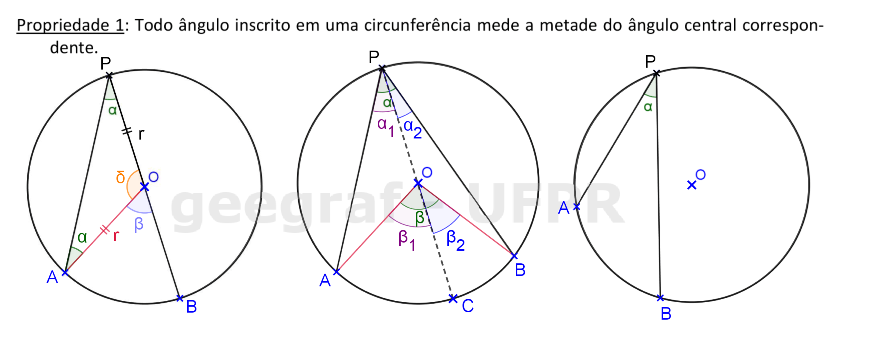 Propriedade 1: Todo ângulo inscrito em uma circunferência mede a metade do ângulo central correspon-
dente.
P
α
r
δ
O
β
α
r
A
B
P
α
α1 α2
O
β
β1 β2
A
B
C
P
α
O
A
B
geegraf - UFPR